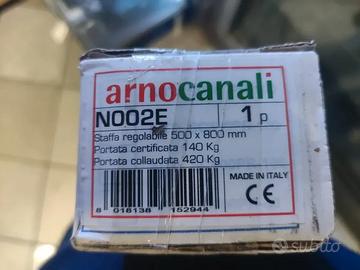 arnocanali
N002E 1 p
Staffa regolabile 500 x 800 mm
Portata certificata 140 Kg
Portata collaudata 420 Kg
MADE IN ITALY
CE
8 018138 152944
subito